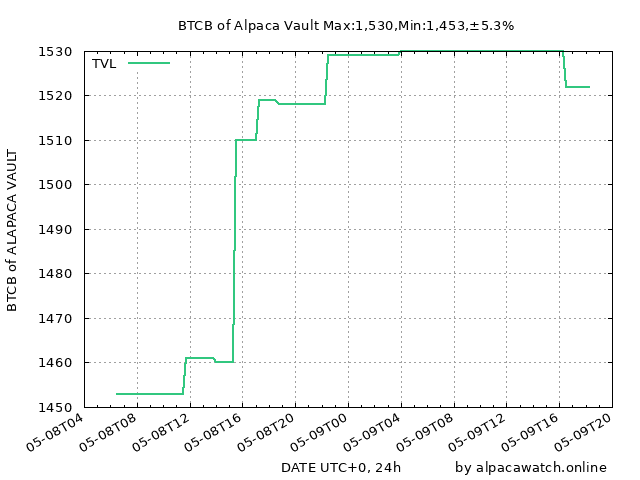 BTCB of Alpaca Vault Max:1,530,Min:1,453,±5.3%
TVL
1530
1520
1510
1500
1490
1480
1470
1460
1450
BTCB of ALAPACA VAULT
05-08T04
05-08T08
05-08T12
05-08T16
05-08T20
05-09T00
05-09T04
05-09T08
05-09T12
05-09T16
05-09T20
DATE UTC+0, 24h
by alpacawatch.online